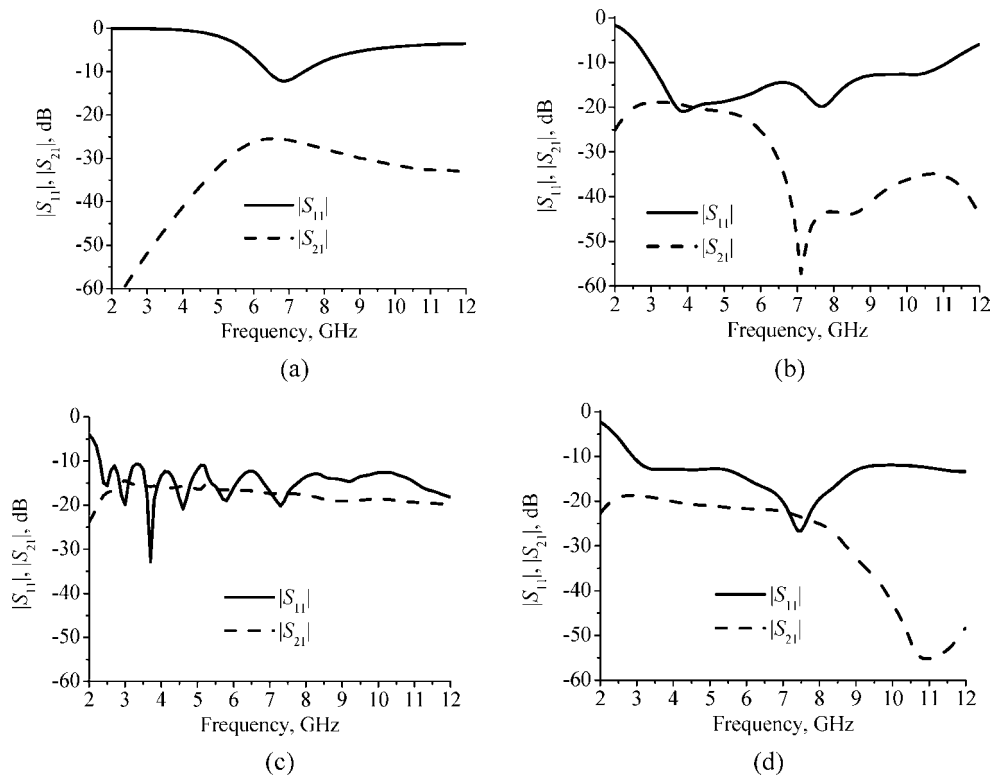 |S11|, |S21|, dB
0
-10
-20
-30
-40
-50
-60
|S11|
|S21|
2 3 4 5 6 7 8 9 10 11 12
Frequency, GHz
(a)
|S11|, |S21|, dB
0
-10
-20
-30
-40
-50
-60
|S11|
|S21|
2 3 4 5 6 7 8 9 10 11 12
Frequency, GHz
(b)
|S11|, |S21|, dB
0
-10
-20
-30
-40
-50
-60
|S11|
|S21|
2 3 4 5 6 7 8 9 10 11 12
Frequency, GHz
(c)
|S11|, |S21|, dB
0
-10
-20
-30
-40
-50
-60
|S11|
|S21|
2 3 4 5 6 7 8 9 10 11 12
Frequency, GHz
(d)